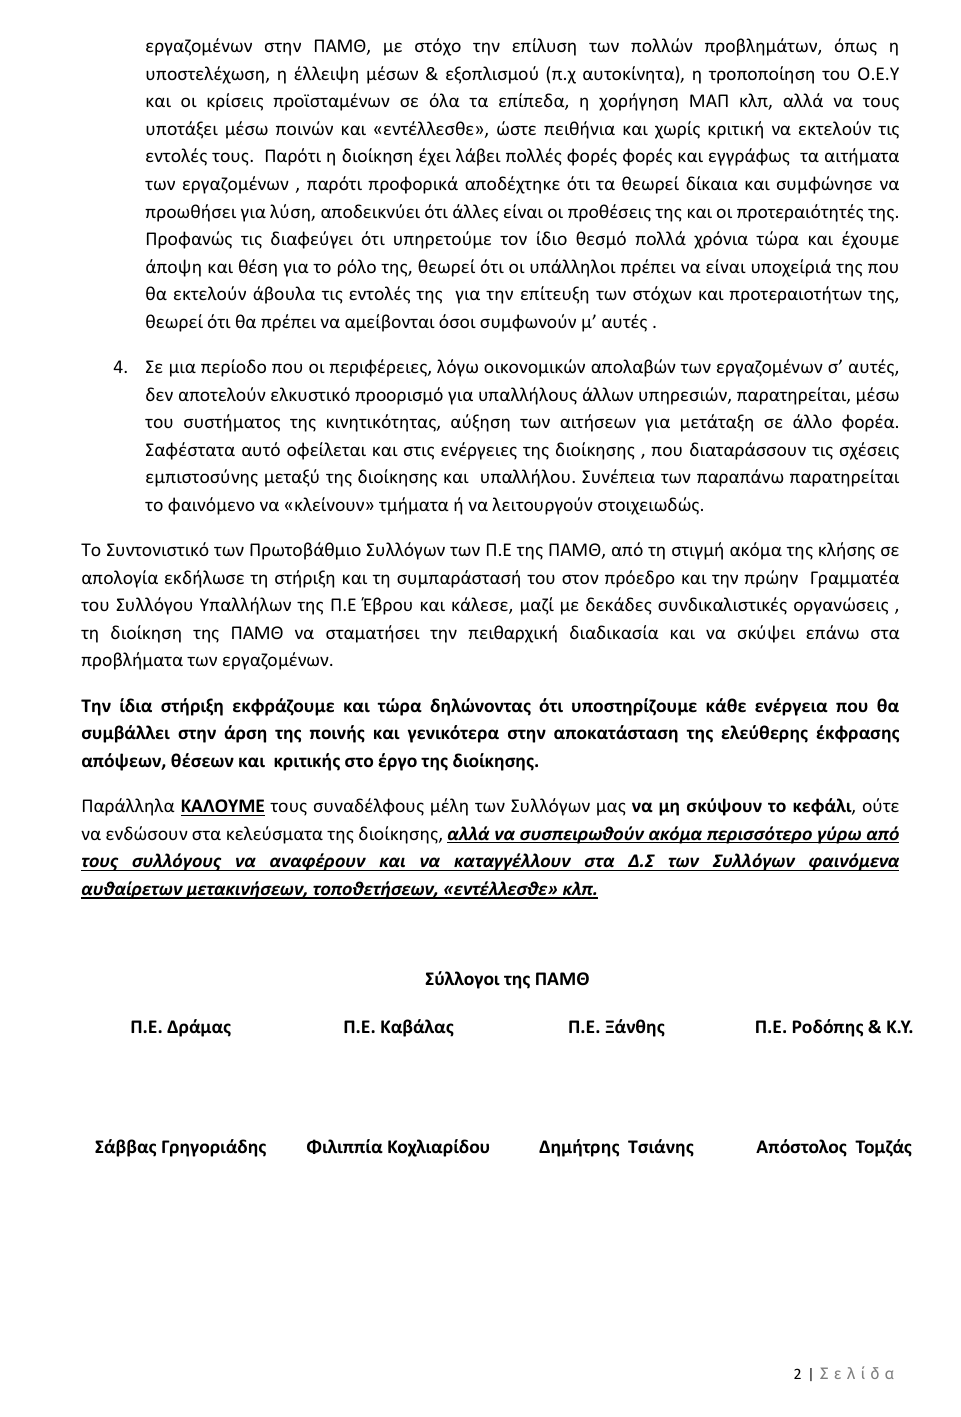 εργαζομένων στην ΠΑΜΘ, με στόχο την επίλυση των πολλών προβλημάτων, όπως η
υποστελέχωση, η έλλειψη μέσων & εξοπλισμού (π.χ αυτοκίνητα), η τροποποίηση του Ο.Ε.Υ
και οι κρίσεις προϊσταμένων σε όλα τα επίπεδα, η χορήγηση ΜΑΠ κλπ, αλλά να τους
υποτάξει μέσω ποινών και «εντέλλεσθε», ώστε πειθήνια και χωρίς κριτική να εκτελούν τις
εντολές τους. Παρότι η διοίκηση έχει λάβει πολλές φορές φορές και εγγράφως τα αιτήματα
των εργαζομένων , παρότι προφορικά αποδέχτηκε ότι τα θεωρεί δίκαια και συμφώνησε να
προωθήσει για λύση, αποδεικνύει ότι άλλες είναι οι προθέσεις της και οι προτεραιότητές της.
Προφανώς τις διαφεύγει ότι υπηρετούμε τον ίδιο θεσμό πολλά χρόνια τώρα και έχουμε
άποψη και θέση για το ρόλο της, θεωρεί ότι οι υπάλληλοι πρέπει να είναι υποχείριά της που
θα εκτελούν άβουλα τις εντολές της για την επίτευξη των στόχων και προτεραιοτήτων της,
θεωρεί ότι θα πρέπει να αμείβονται όσοι συμφωνούν μ’ αυτές .
4. Σε μια περίοδο που οι περιφέρειες, λόγω οικονομικών απολαβών των εργαζομένων σ’ αυτές,
δεν αποτελούν ελκυστικό προορισμό για υπαλλήλους άλλων υπηρεσιών, παρατηρείται, μέσω
του συστήματος της κινητικότητας, αύξηση των αιτήσεων για μετάταξη σε άλλο φορέα.
Σαφέστατα αυτό οφείλεται και στις ενέργειες της διοίκησης , που διαταράσσουν τις σχέσεις
εμπιστοσύνης μεταξύ της διοίκησης και υπαλλήλου. Συνέπεια των παραπάνω παρατηρείται
το φαινόμενο να «κλείνουν» τμήματα ή να λειτουργούν στοιχειωδώς.
Το Συντονιστικό των Πρωτοβάθμιο Συλλόγων των Π.Ε της ΠΑΜΘ, από τη στιγμή ακόμα της κλήσης σε
απολογία εκδήλωσε τη στήριξη και τη συμπαράστασή του στον πρόεδρο και την πρώην Γραμματέα
του Συλλόγου Υπαλλήλων της Π.Ε Έβρου και κάλεσε, μαζί με δεκάδες συνδικαλιστικές οργανώσεις ,
τη διοίκηση της ΠΑΜΘ να σταματήσει την πειθαρχική διαδικασία και να σκύψει επάνω στα
προβλήματα των εργαζομένων.
Την ίδια στήριξη εκφράζουμε και τώρα δηλώνοντας ότι υποστηρίζουμε κάθε ενέργεια που θα
συμβάλλει στην άρση της ποινής και γενικότερα στην αποκατάσταση της ελεύθερης έκφρασης
απόψεων, θέσεων και κριτικής στο έργο της διοίκησης.
Παράλληλα ΚΑΛΟΥΜΕ τους συναδέλφους μέλη των Συλλόγων μας να μη σκύψουν το κεφάλι, ούτε
να ενδώσουν στα κελεύσματα της διοίκησης, αλλά να συσπειρωθούν ακόμα περισσότερο γύρω από
τους συλλόγους να αναφέρουν και να καταγγέλλουν στα Δ.Σ των Συλλόγων φαινόμενα
αυθαίρετων μετακινήσεων, τοποθετήσεων, «εντέλλεσθε» κλπ.
Σύλλογοι της ΠΑΜΘ
Π.Ε. Δράμας Π.Ε. Καβάλας Π.Ε. Ξάνθης Π.Ε. Ροδόπης & Κ.Υ.
Σάββας Γρηγοριάδης Φιλιππία Κοχλιαρίδου Δημήτρης Τσιάνης Απόστολος Τομζάς
2 | Σελίδα